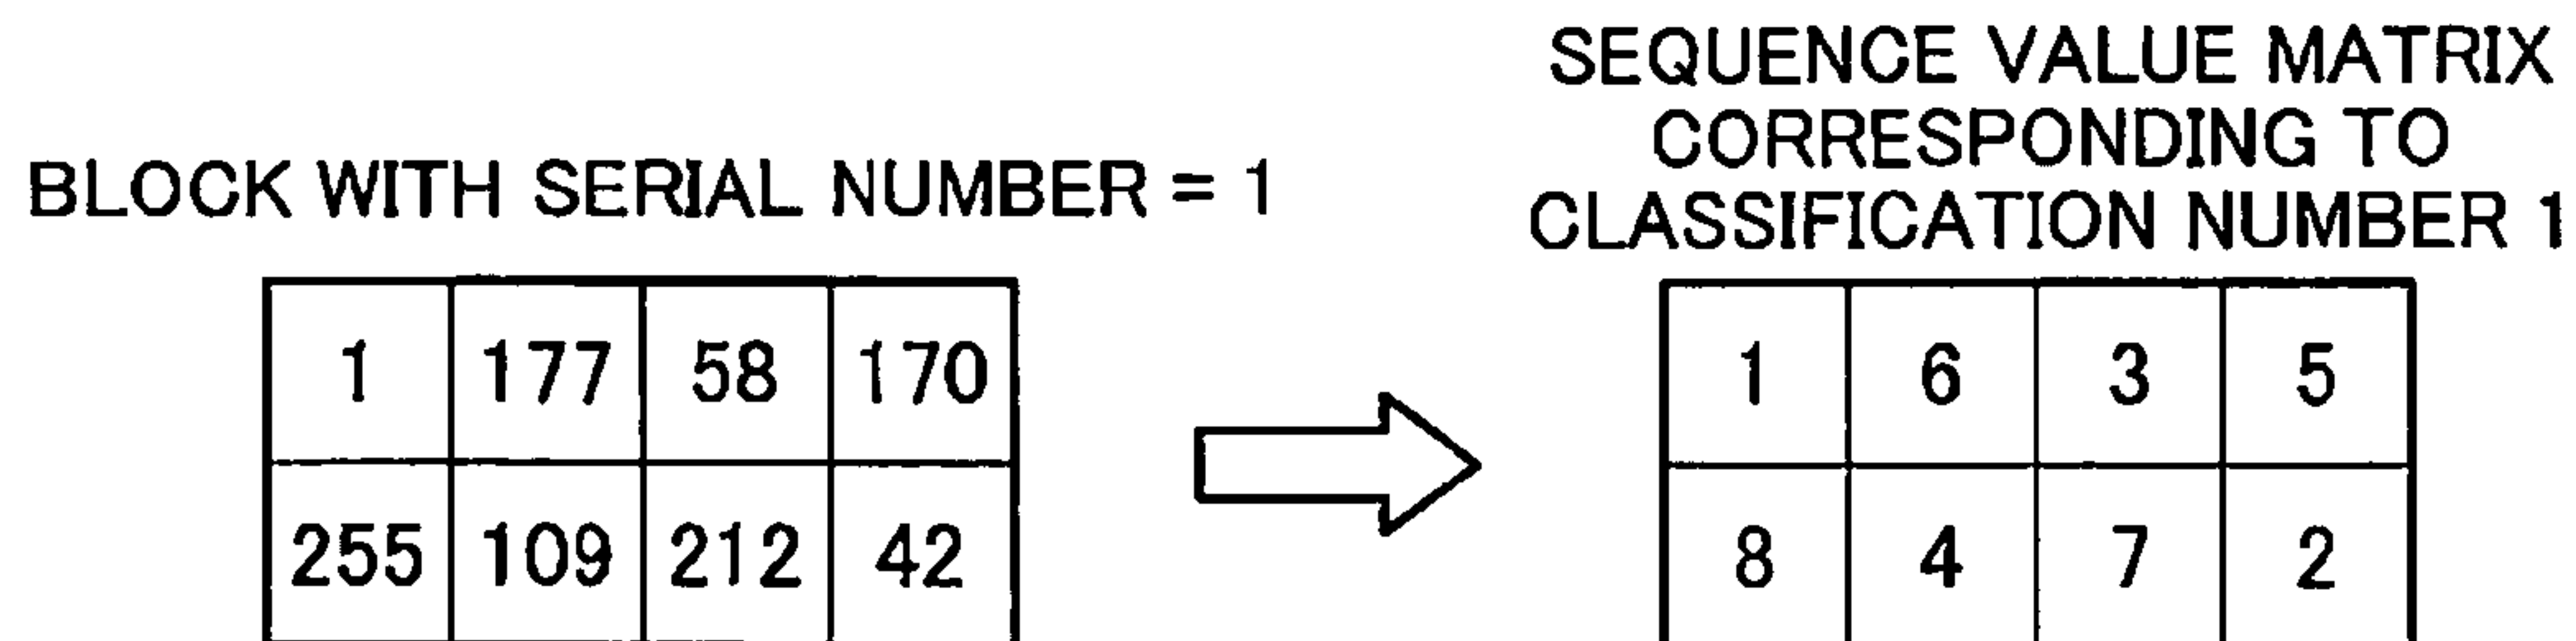 BLOCK WITH SERIAL NUMBER = 1
1 177 58 170
255 109 212 42
SEQUENCE VALUE MATRIX
CORRESPONDING TO
CLASSIFICATION NUMBER 1
1 6 3 5
8 4 7 2